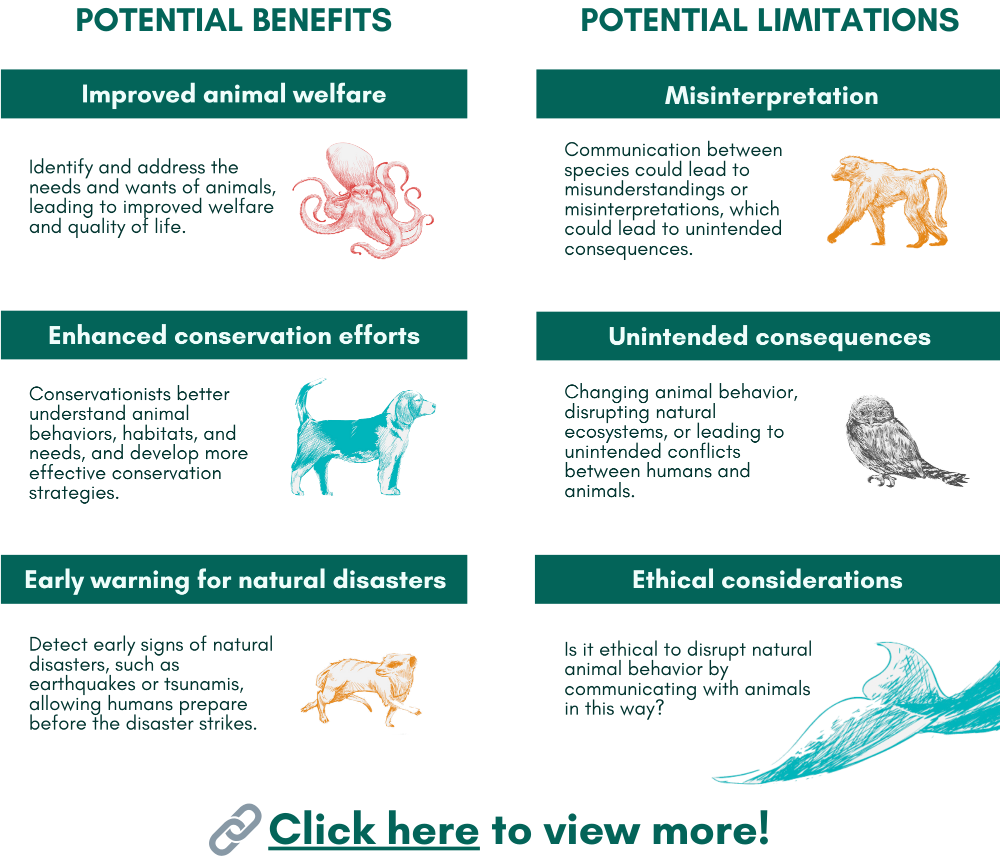 POTENTIAL BENEFITS
Improved animal welfare
Identify and address the
needs and wants of animals,
leading to improved welfare
and quality of life.
Enhanced conservation efforts
Conservationists better
understand animal
behaviors, habitats, and
needs, and develop more
effective conservation
strategies.
Early warning for natural disasters
Detect early signs of natural
disasters, such as
earthquakes or tsunamis,
allowing humans prepare
before the disaster strikes.
POTENTIAL LIMITATIONS
Misinterpretation
Communication between
species could lead to
misunderstandings or
misinterpretations, which
could lead to unintended
consequences.
Unintended consequences
Changing animal behavior,
disrupting natural
ecosystems, or leading to
unintended conflicts
between humans and
animals.
Ethical considerations
Is it ethical to disrupt natural
animal behavior by
communicating with animals
in this way?
Click here to view more!